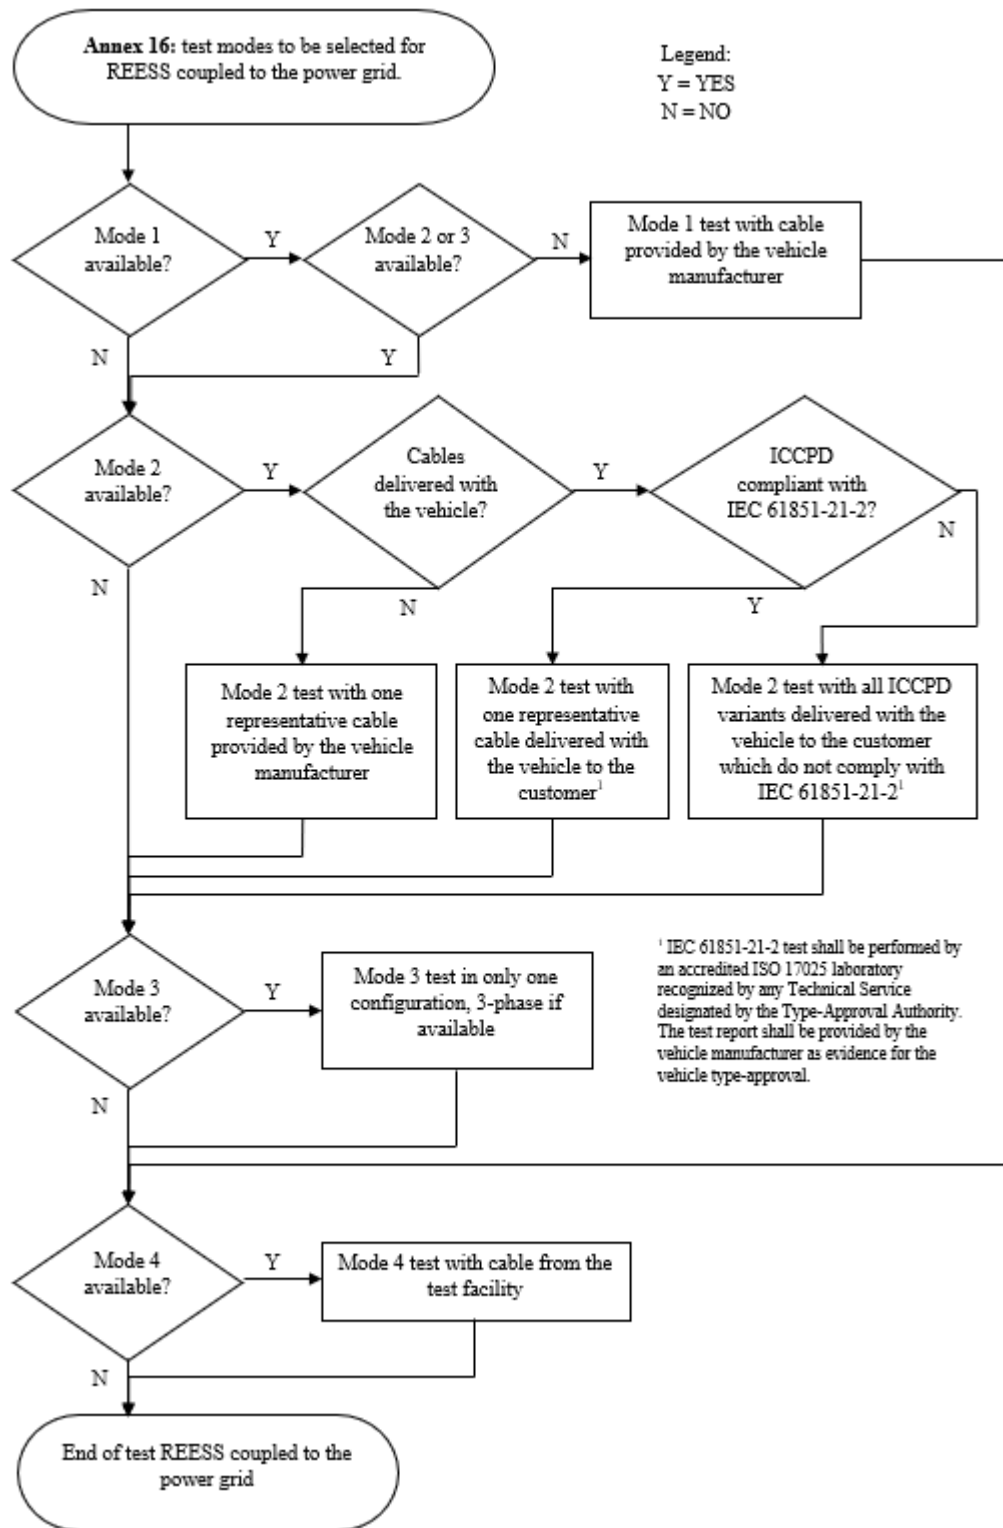 Annex 16: test modes to be selected for
REESS coupled to the power grid.
Legend:
Y = YES
N = NO
Mode 1
available?
Y
Mode 2 or 3
available?
N
Mode 1 test with cable
provided by the vehicle
manufacturer
N
Y
Mode 2
available?
Y
Cables
delivered with
the vehicle?
Y
ICCPD
compliant with
IEC 61851-21-2?
N
N
N
Y
Mode 2 test with one
representative cable
provided by the vehicle
manufacturer
Mode 2 test with
one representative
cable delivered with
the vehicle to the
customer¹
Mode 2 test with all ICCPD
variants delivered with the
vehicle to the customer
which do not comply with
IEC 61851-21-2¹
Mode 3
available?
Y
Mode 3 test in only one
configuration, 3-phase if
available
¹ IEC 61851-21-2 test shall be performed by
an accredited ISO 17025 laboratory
recognized by any Technical Service
designated by the Type-Approval Authority.
The test report shall be provided by the
vehicle manufacturer as evidence for the
vehicle type-approval.
N
Mode 4
available?
Y
Mode 4 test with cable from the
test facility
N
End of test REESS coupled to the
power grid